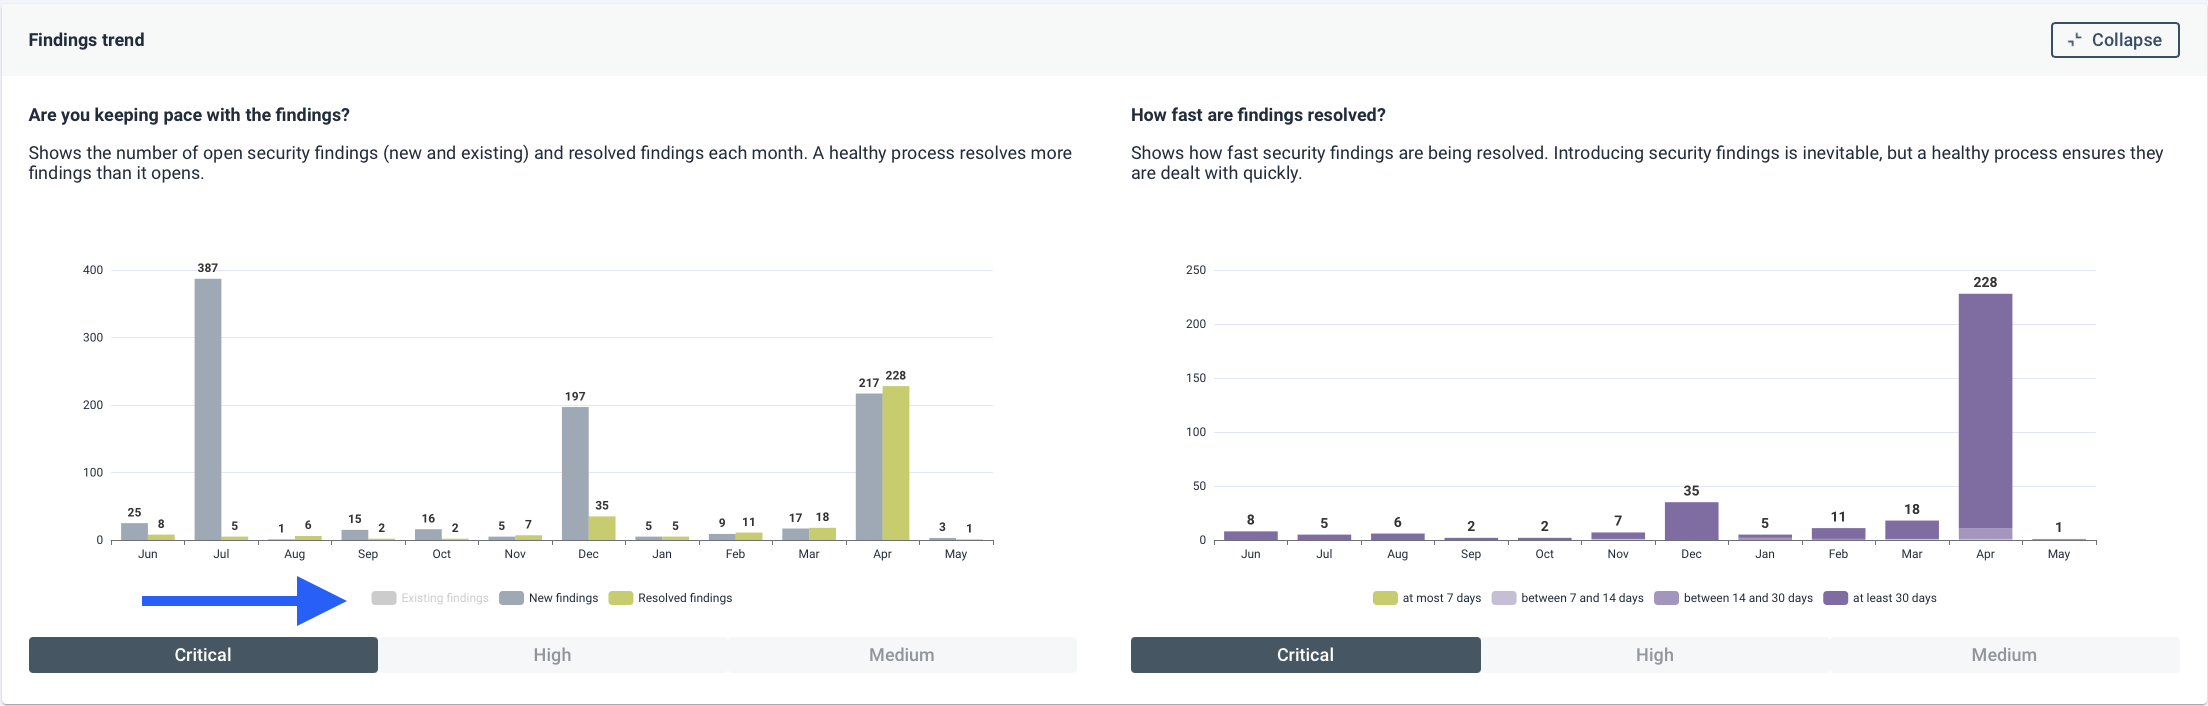 Findings trend
Collapse
Are you keeping pace with the findings?
Shows the number of open security findings (new and existing) and resolved findings each month. A healthy process resolves more
findings than it opens.
400
300
200
100
0
25
8
387
5
1
6
15
2
16
2
5
7
197
35
5
5
9
11
17
18
217
228
3
1
Jun
Jul
Aug
Sep
Oct
Nov
Dec
Jan
Feb
Mar
Apr
May
Existing findings
New findings
Resolved findings
Critical
High
Medium
How fast are findings resolved?
Shows how fast security findings are being resolved. Introducing security findings is inevitable, but a healthy process ensures they
are dealt with quickly.
250
200
150
100
50
0
8
5
6
2
2
7
35
5
11
18
228
1
Jun
Jul
Aug
Sep
Oct
Nov
Dec
Jan
Feb
Mar
Apr
May
at most 7 days
between 7 and 14 days
between 14 and 30 days
at least 30 days
Critical
High
Medium